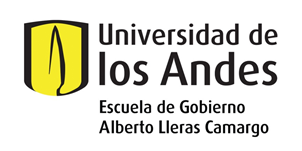 Universidad de
los Andes
Escuela de Gobierno
Alberto Lleras Camargo